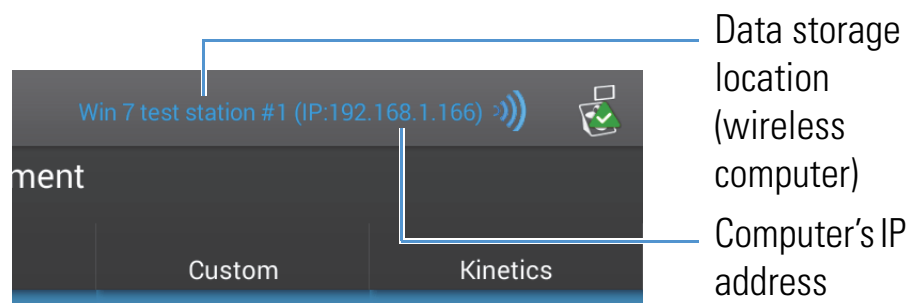 Data storage
location
(wireless
computer)
Win 7 test station #1 (IP:192.168.1.166)
ment
Computer's IP
address
Custom Kinetics